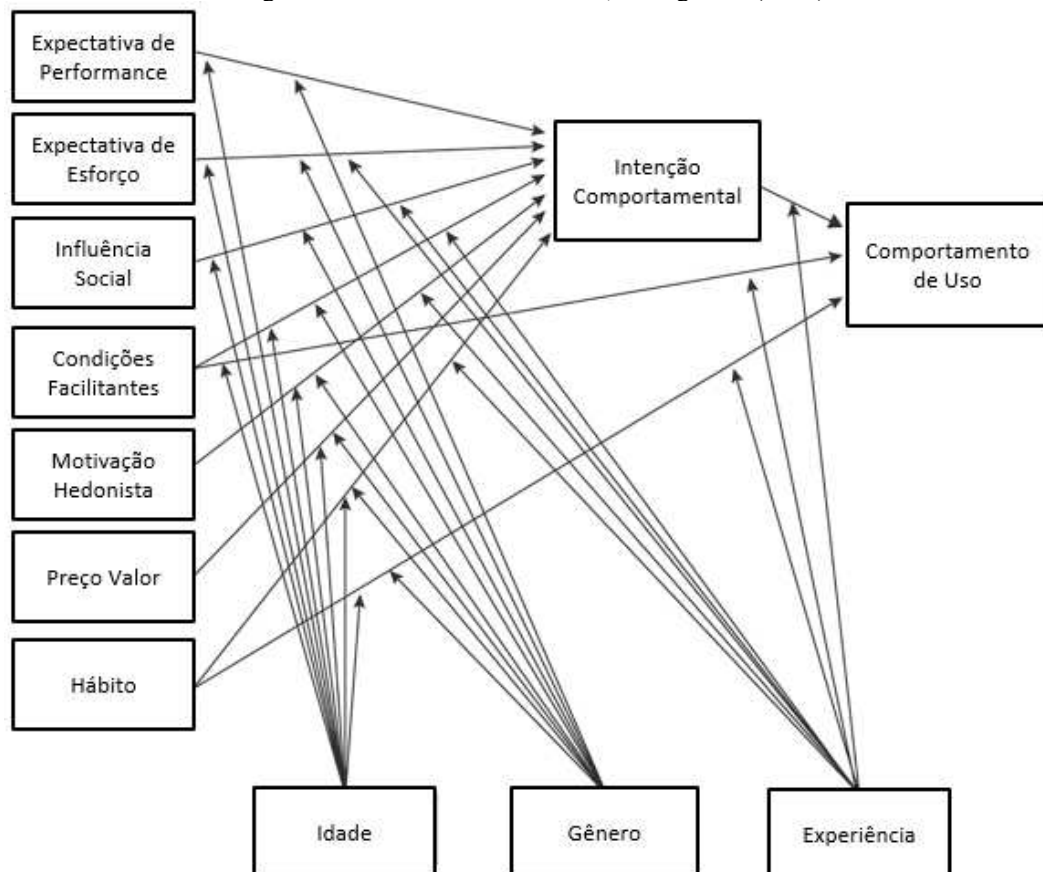 Expectativa de
Performance
Expectativa de
Esforço
Influência
Social
Condições
Facilitantes
Motivação
Hedonista
Preço Valor
Hábito
Intenção
Comportamental
Comportamento
de Uso
Idade
Gênero
Experiência